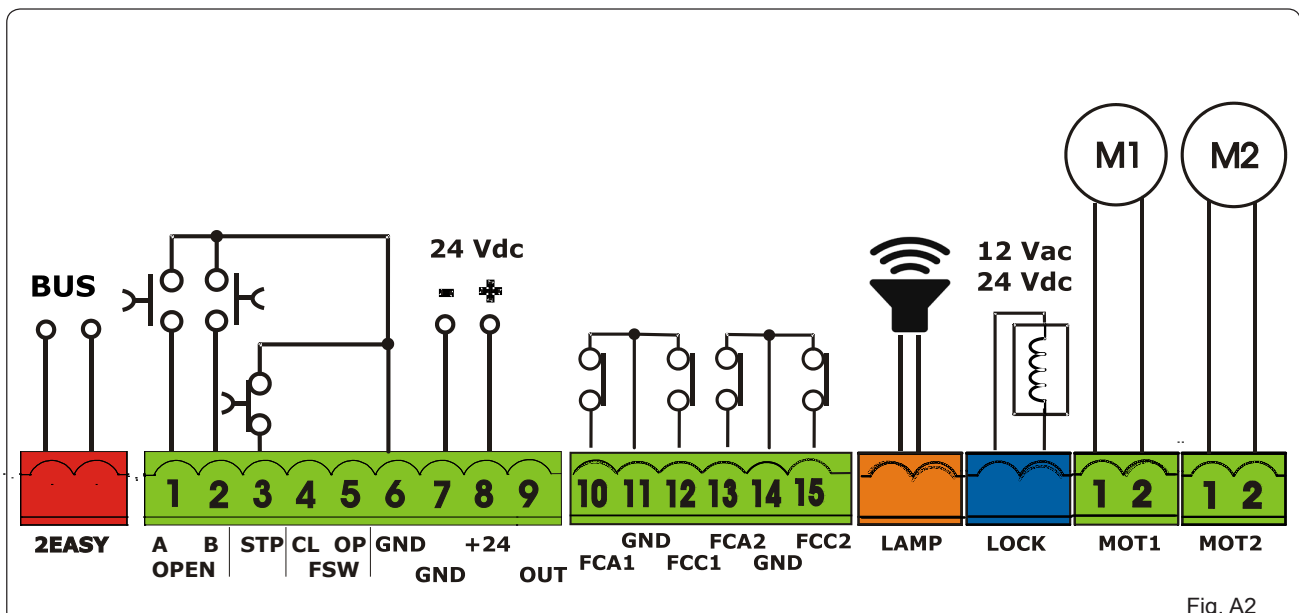 M1 M2
24 Vdc
12 Vac
24 Vdc
BUS
- +
1 2 3 4 5 6 7 8 9
10 11 12 13 14 15
1 2
1 2
2EASY
A B STP CL OP GND +24
OPEN FSW GND OUT
GND FCA2 FCC2
FCA1 FCC1 GND
LAMP
LOCK
MOT1
MOT2
Fig. A2